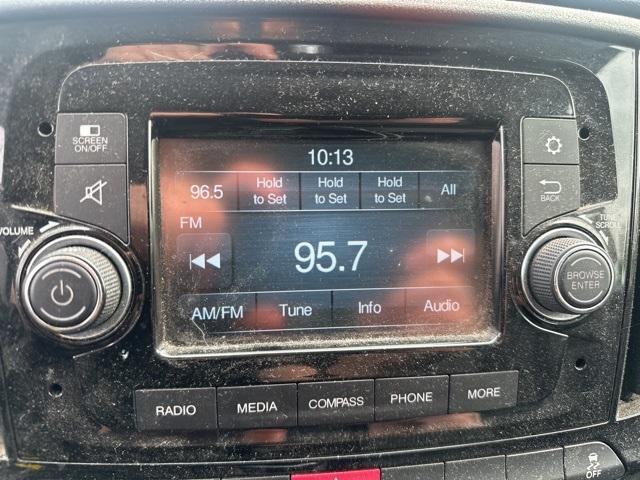 SCREEN
ON/OFF
10:13
96.5 Hold to Set Hold to Set Hold to Set All
BACK
VOLUME
TUNE
SCROLL
FM
95.7
BROWSE
ENTER
AM/FM Tune Info Audio
RADIO MEDIA COMPASS PHONE MORE
OFF